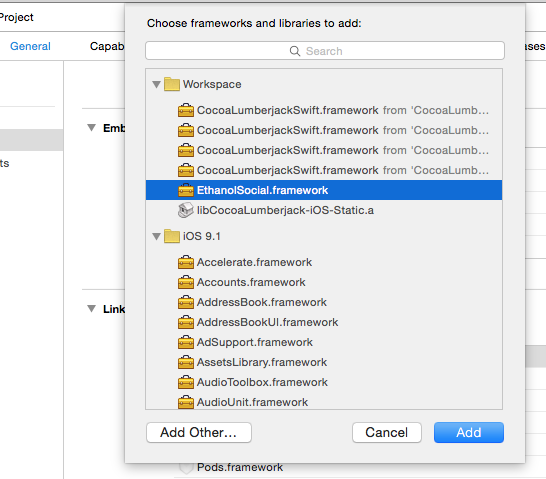 Project
Choose frameworks and libraries to add:
General
Capab
ases
Search
Workspace
CocoaLumberjackSwift.framework from 'CocoaLumb...
Emb
CocoaLumberjackSwift.framework from 'CocoaLumb...
CocoaLumberjackSwift.framework from 'CocoaLumb...
ts
CocoaLumberjackSwift.framework from 'CocoaLumb...
EthanolSocial.framework
libCocoaLumberjack-iOS-Static.a
iOS 9.1
Accelerate.framework
Accounts.framework
AddressBook.framework
Link
AddressBookUI.framework
AdSupport.framework
AssetsLibrary.framework
AudioToolbox.framework
AudioUnit.framework
Add Other...
Cancel
Add
Pods.framework